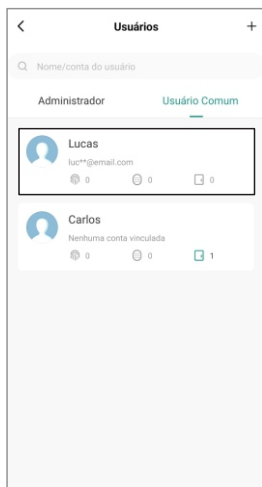 Usuários
Nome/conta do usuário
Administrador Usuário Comum
Lucas
luc**@email.com
0 0 0
Carlos
Nenhuma conta vinculada
0 0 1